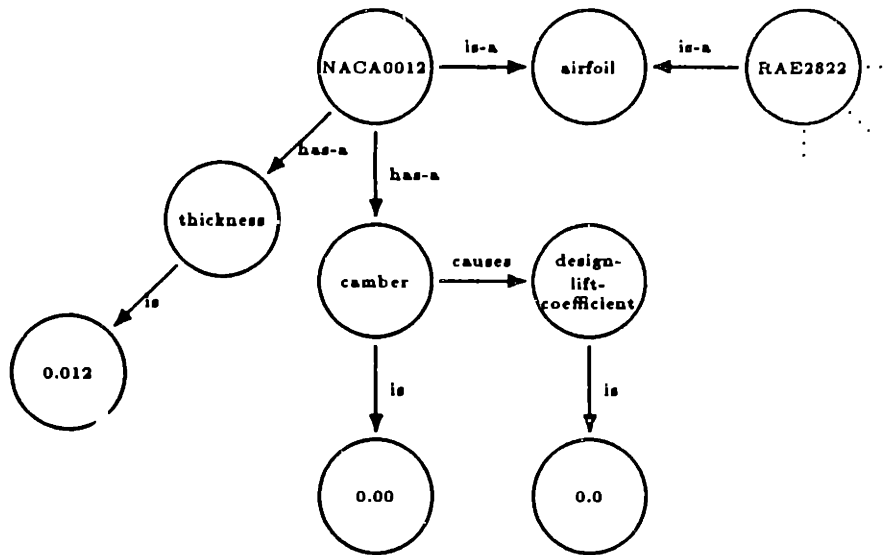 NACA0012
is-a
airfoil
is-a
RAE2822
has-a
has-a
thickness
is
camber
causes
design-
lift-
coefficient
0.012
is
is
0.00
0.0